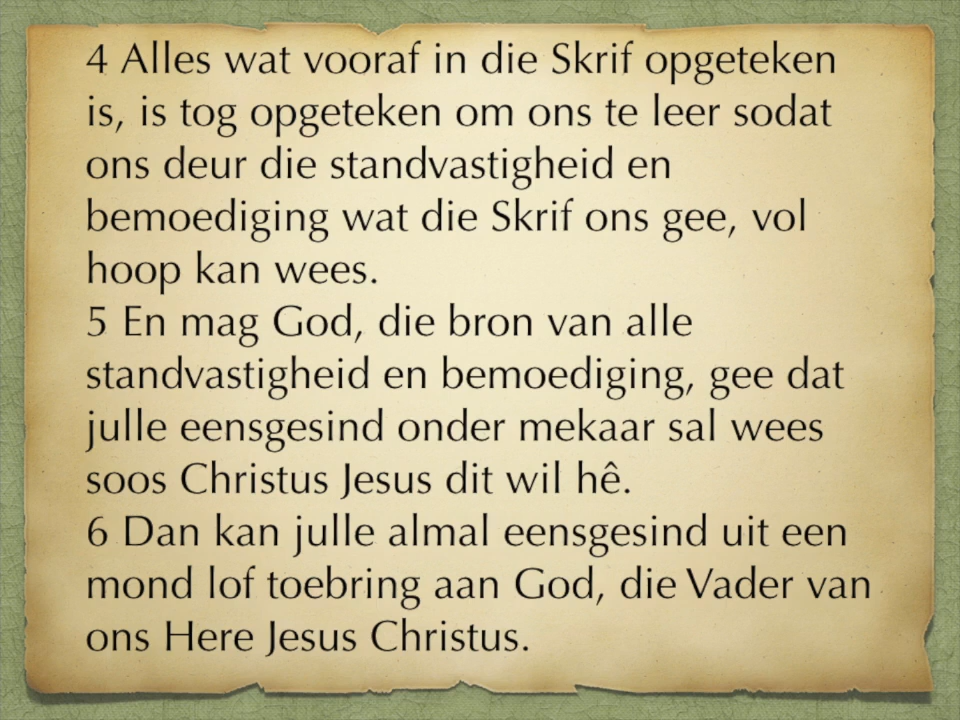 4 Alles wat vooraf in die Skrif opgeteken
is, is tog opgeteken om ons te leer sodat
ons deur die standvastigheid en
bemoediging wat die Skrif ons gee, vol
hoop kan wees.
5 En mag God, die bron van alle
standvastigheid en bemoediging, gee dat
julle eensgesind onder mekaar sal wees
soos Christus Jesus dit wil hê.
6 Dan kan julle almal eensgesind uit een
mond lof toebring aan God, die Vader van
ons Here Jesus Christus.